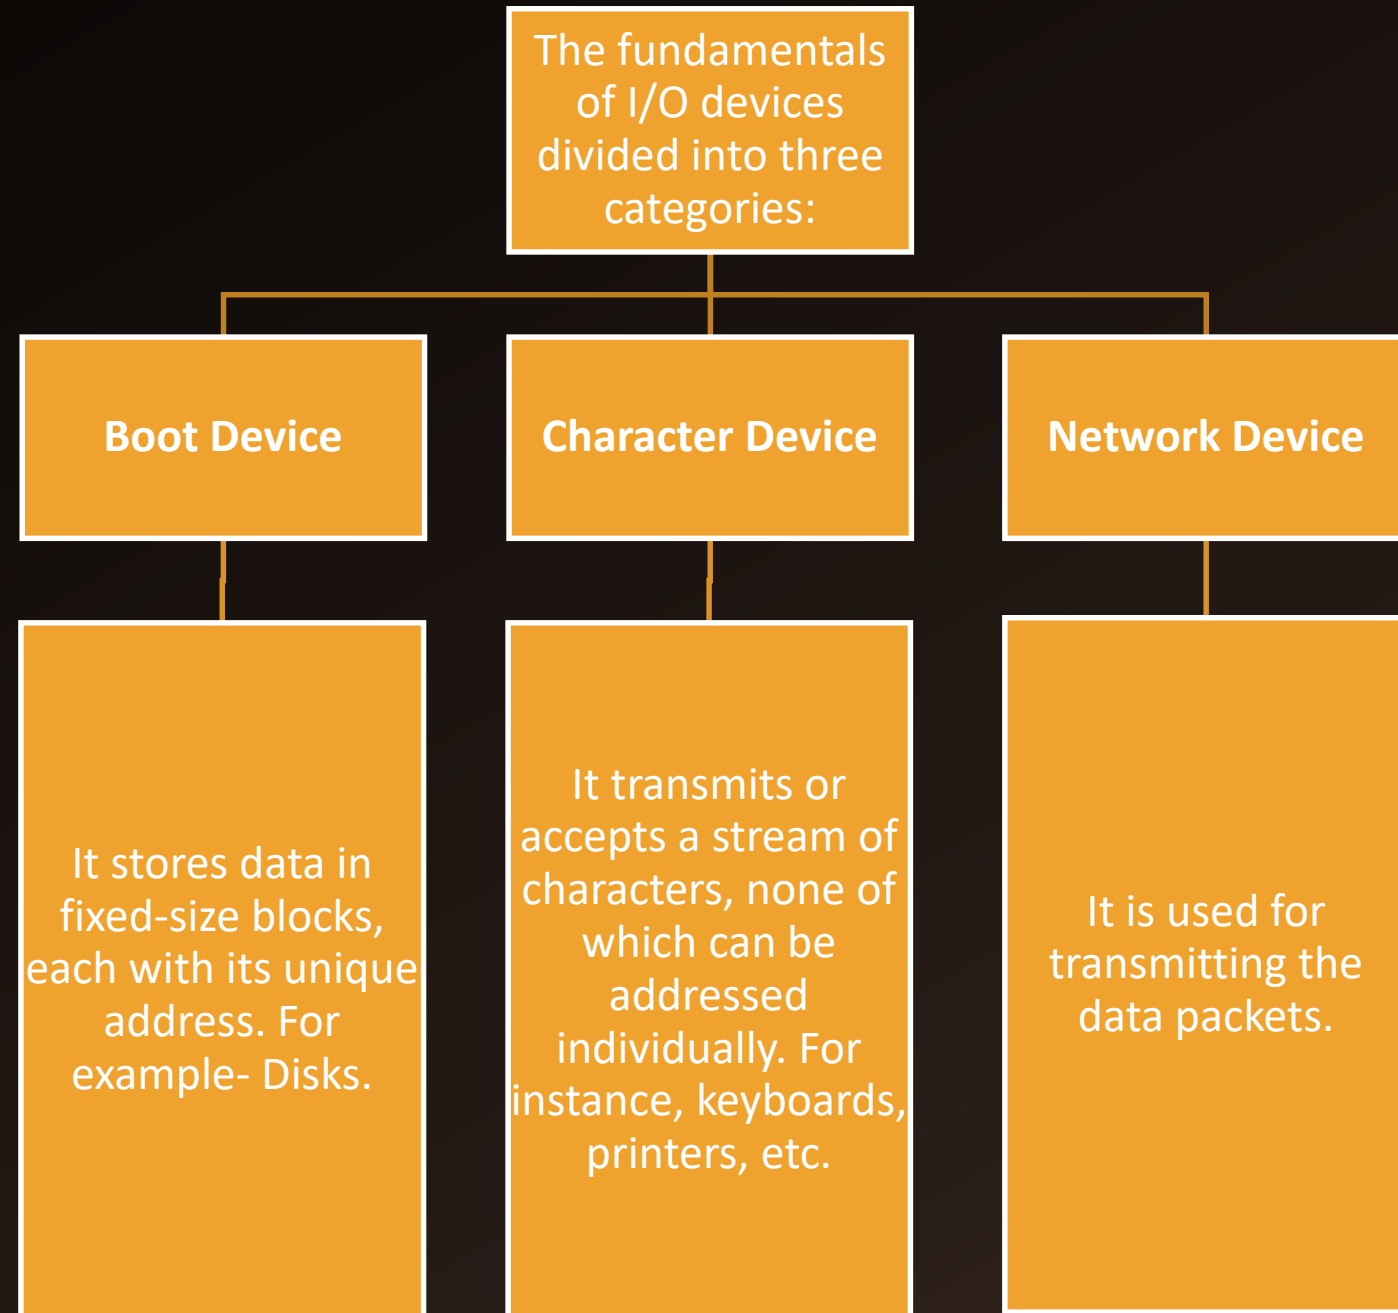 The fundamentals
of I/O devices
divided into three
categories:
Boot Device
Character Device
Network Device
It stores data in
fixed-size blocks,
each with its unique
address. For
example- Disks.
It transmits or
accepts a stream of
characters, none of
which can be
addressed
individually. For
instance, keyboards,
printers, etc.
It is used for
transmitting the
data packets.